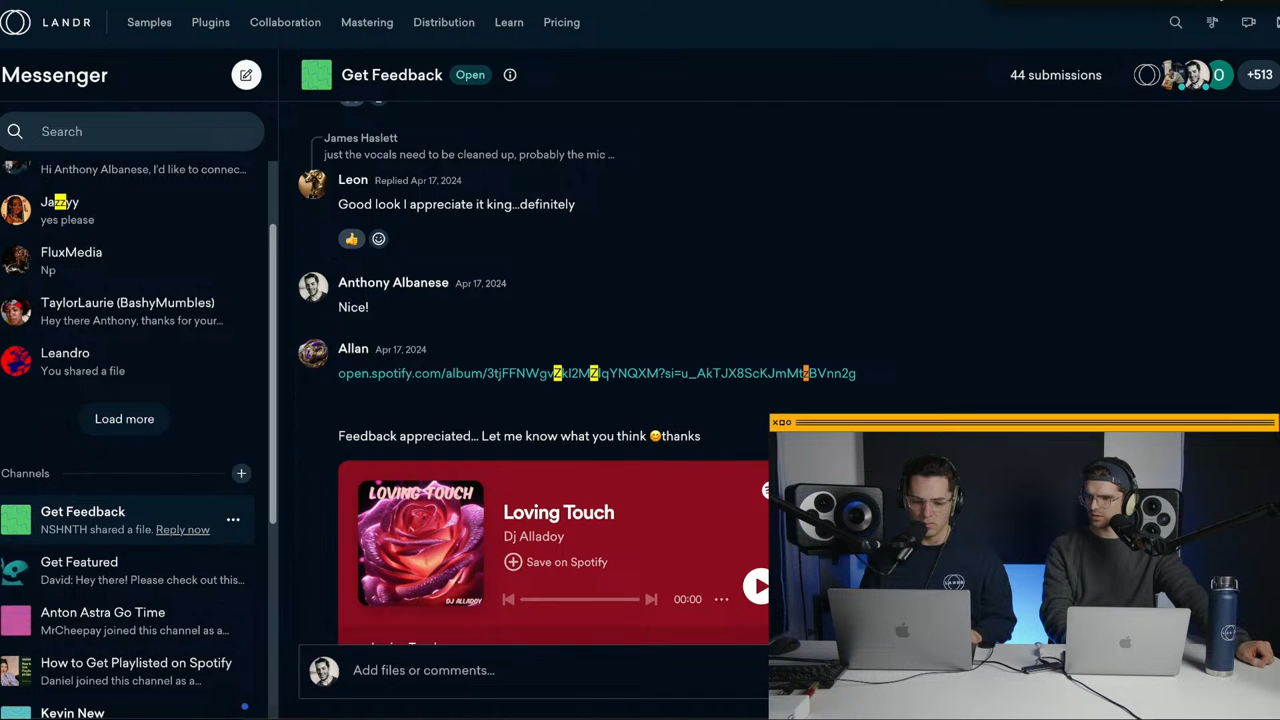 LANDR
Samples
Plugins
Collaboration
Mastering
Distribution
Learn
Pricing
Messenger
Search
Hi Anthony Albanese, I'd like to connec...
Jazzyy
yes please
FluxMedia
Np
TaylorLaurie (BashyMumbles)
Hey there Anthony, thanks for your...
Leandro
You shared a file
Load more
Channels
Get Feedback
NSHNTH shared a file. Reply now
Get Featured
David: Hey there! Please check out this...
Anton Astra Go Time
MrCheepay joined this channel as a...
How to Get Playlisted on Spotify
Daniel joined this channel as a...
Kevin New
Get Feedback
Open
44 submissions
O
+513
James Haslett
just the vocals need to be cleaned up, probably the mic ...
Leon Replied Apr 17, 2024
Good look I appreciate it king...definitely
Anthony Albanese Apr 17, 2024
Nice!
Allan Apr 17, 2024
open.spotify.com/album/3tjFFNWgvZkl2MZlqYNQXM?si=u_AkTJX8ScKJmMtzBVnn2g
Feedback appreciated... Let me know what you think 😊thanks
LOVING TOUCH
DJ ALLADOY
Loving Touch
Dj Alladoy
Save on Spotify
00:00
Add files or comments...
LANDR
LANDR